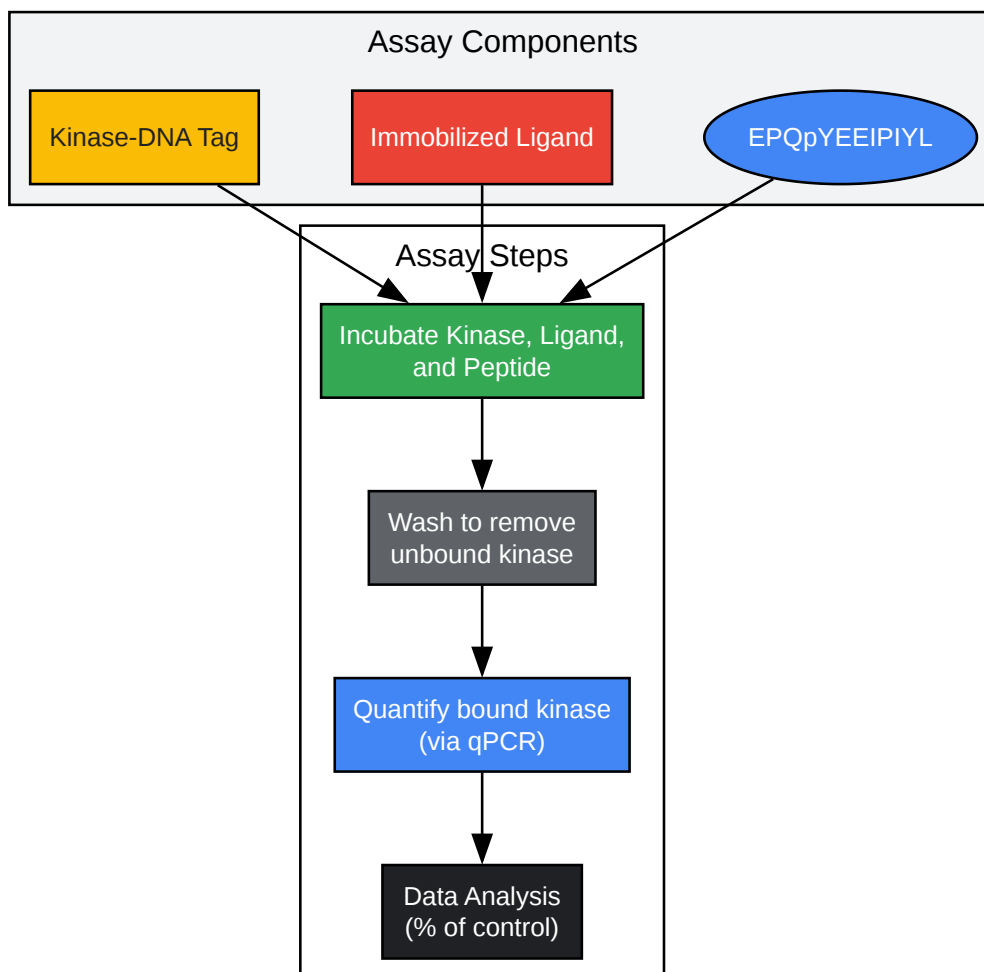 Assay Components
Kinase-DNA Tag
Immobilized Ligand
EPQpYEEIPIYL
Assay Steps
Incubate Kinase, Ligand,
and Peptide
Wash to remove
unbound kinase
Quantify bound kinase
(via qPCR)
Data Analysis
(% of control)